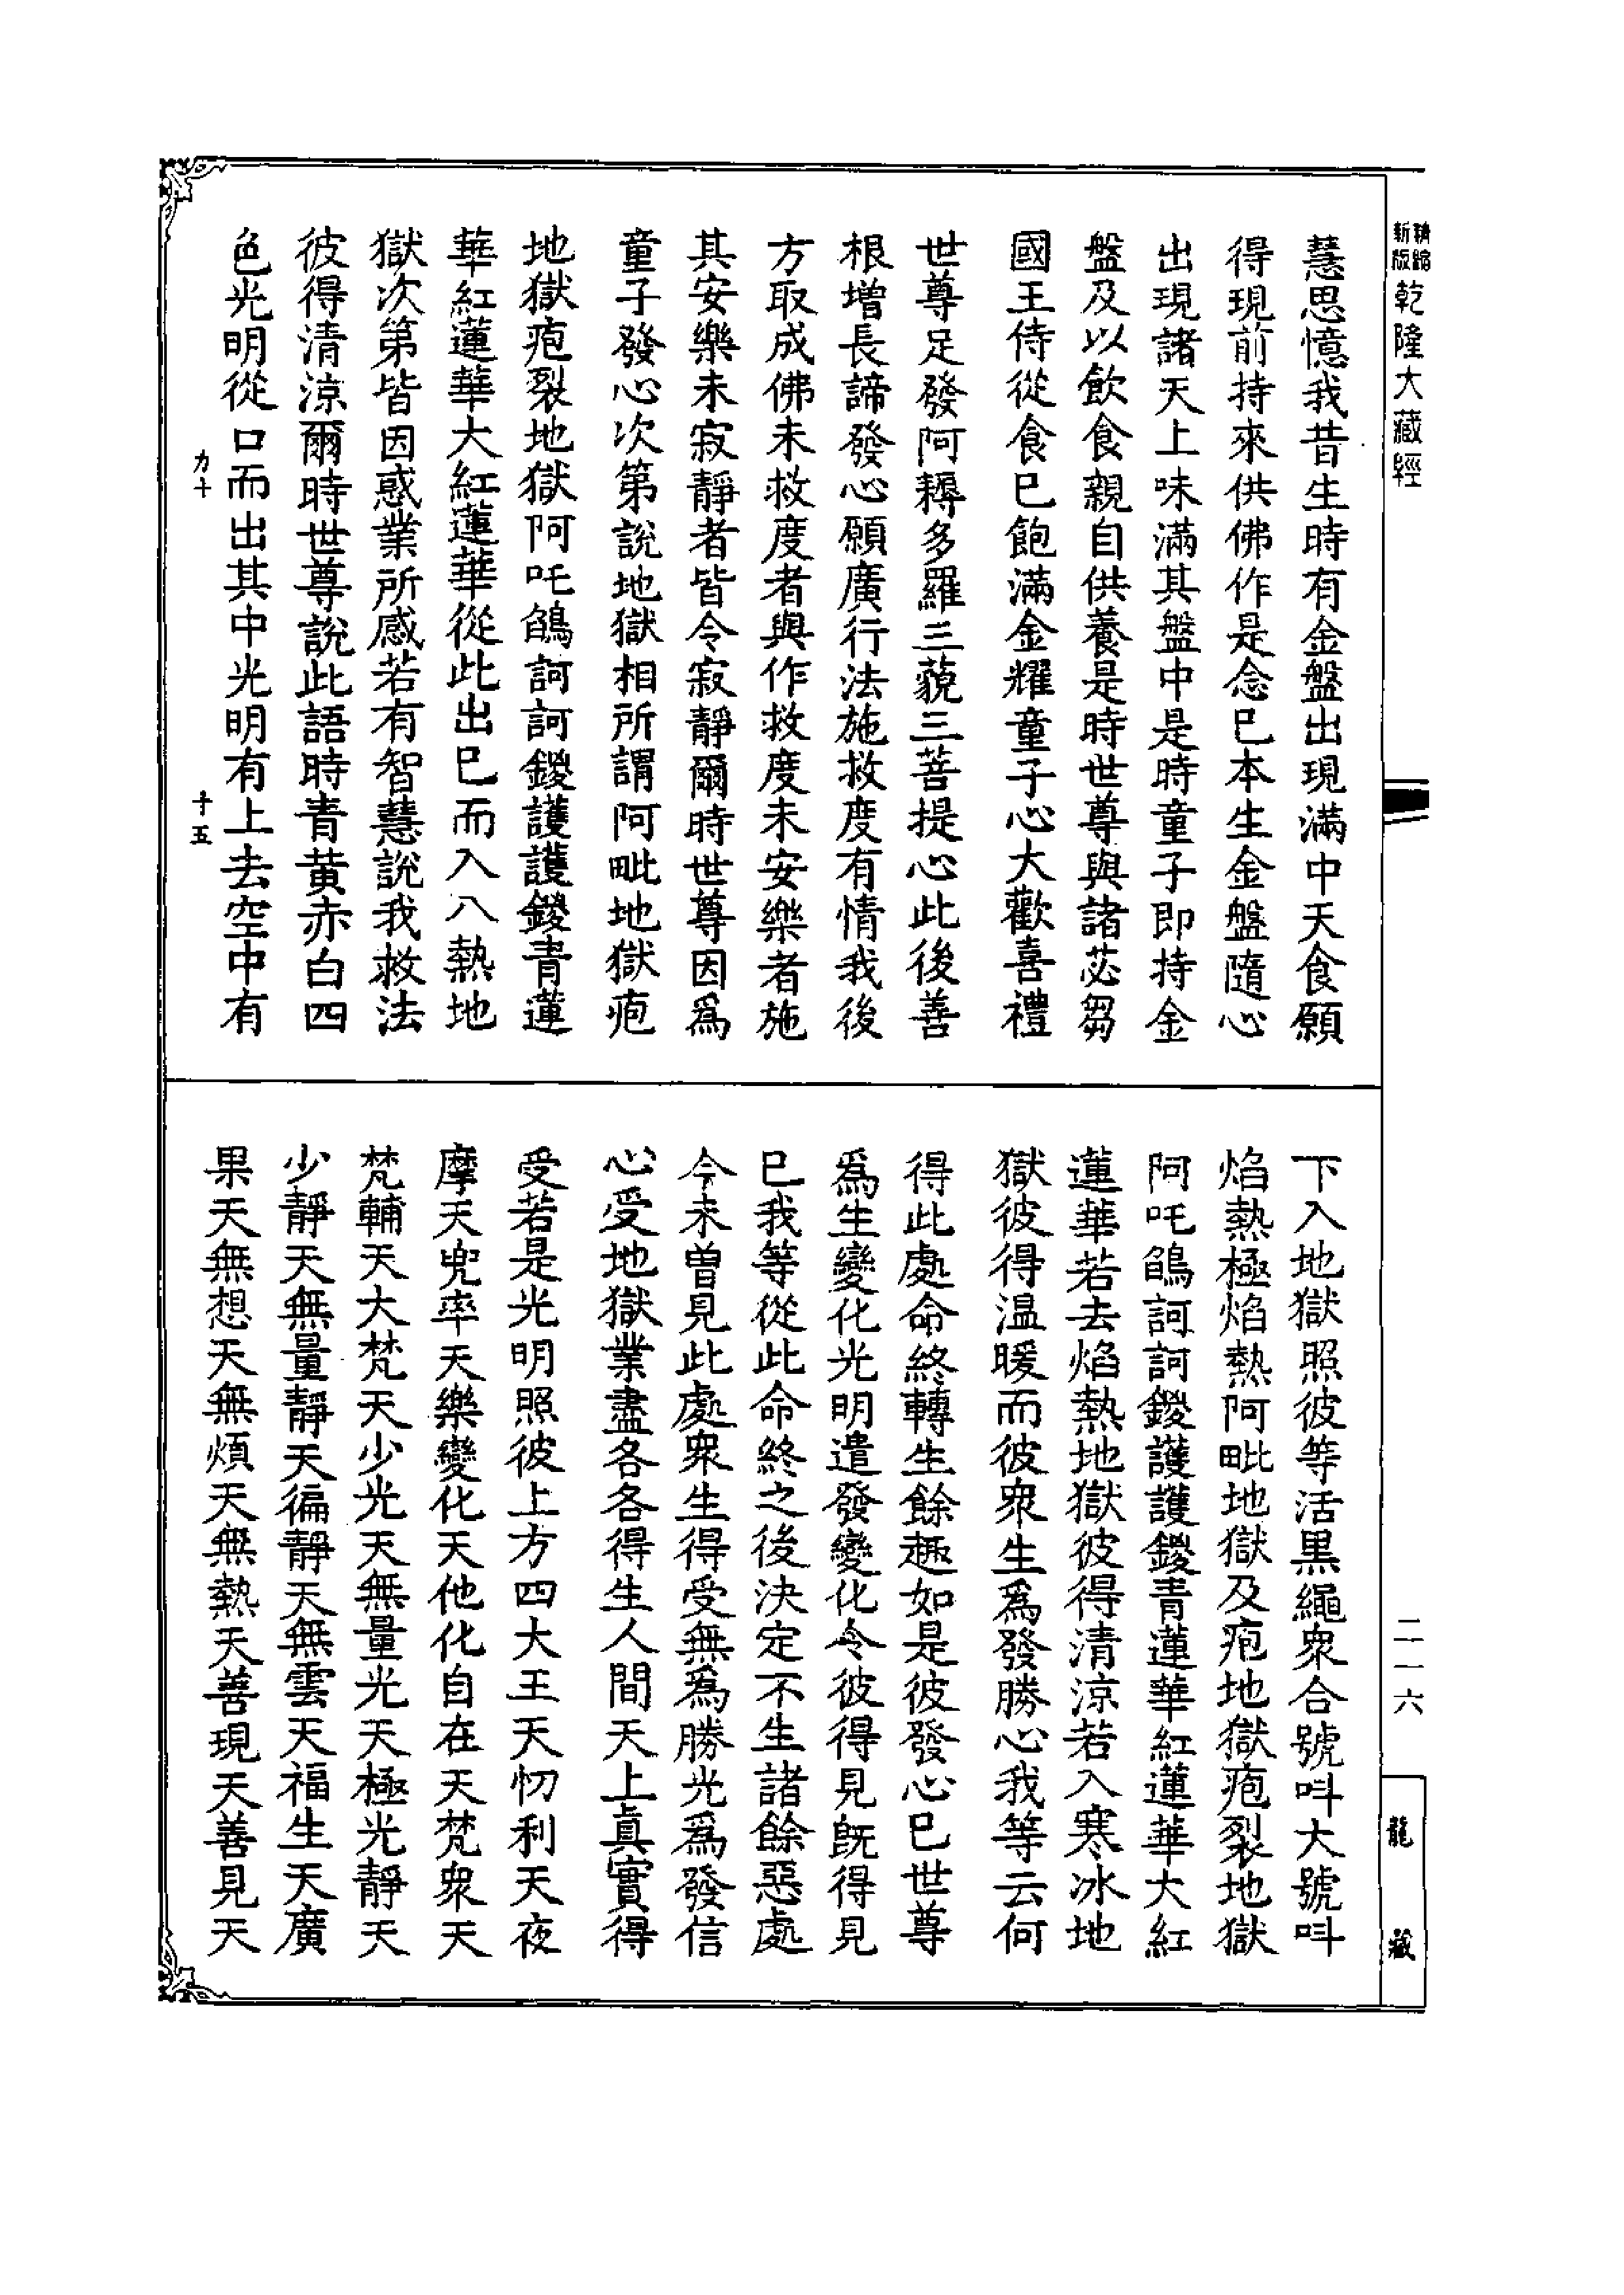 精縮新版乾隆大藏經
慧思憶我昔生時有金盤出現滿中天食願
得現前持來供佛作是念已本生金盤隨心
出現諸天上味滿其盤中是時童子即持金
盤及以飲食親自供養是時世尊與諸苾芻
國王侍從食已飽滿金耀童子心大歡喜禮
世尊足發阿耨多羅三藐三菩提心此後善
根增長諦發心願廣行法施救度有情我後
方取成佛未救度者與作救度未安樂者施
其安樂未寂靜者皆令寂靜爾時世尊因為
童子發心次第說地獄相所謂阿毗地獄疱
地獄疱裂地獄阿吒鵮訶訶鑁護護鑁青蓮
華紅蓮華大紅蓮華從此出已而入八熱地
獄次第皆因惑業所感若有智慧說我救法
彼得清涼爾時世尊說此語時青黃赤白四
色光明從口而出其中光明有上去空中有
力十
十五
下入地獄照彼等活黑繩眾合號呌大號呌
焰熱極焰熱阿毗地獄及疱地獄疱裂地獄
阿吒鵮訶訶鑁護護鑁青蓮華紅蓮華大紅
蓮華若去焰熱地獄彼得清涼若入寒冰地
獄彼得温暖而彼眾生為發勝心我等云何
得此處命終轉生餘趣如是彼發心已世尊
為生變化光明遣發變化令彼得見既得見
已我等從此命終之後決定不生諸餘惡處
今未曾見此處眾生得受無為勝光為發信
心受地獄業盡各各得生人間天上真實得
受若是光明照彼上方四大王天忉利天夜
摩天兜率天樂變化天他化自在天梵眾天
梵輔天大梵天少光天無量光天極光靜天
少靜天無量靜天徧靜天無雲天福生天廣
果天無想天無煩天無熱天善現天善見天
二一六
龍藏